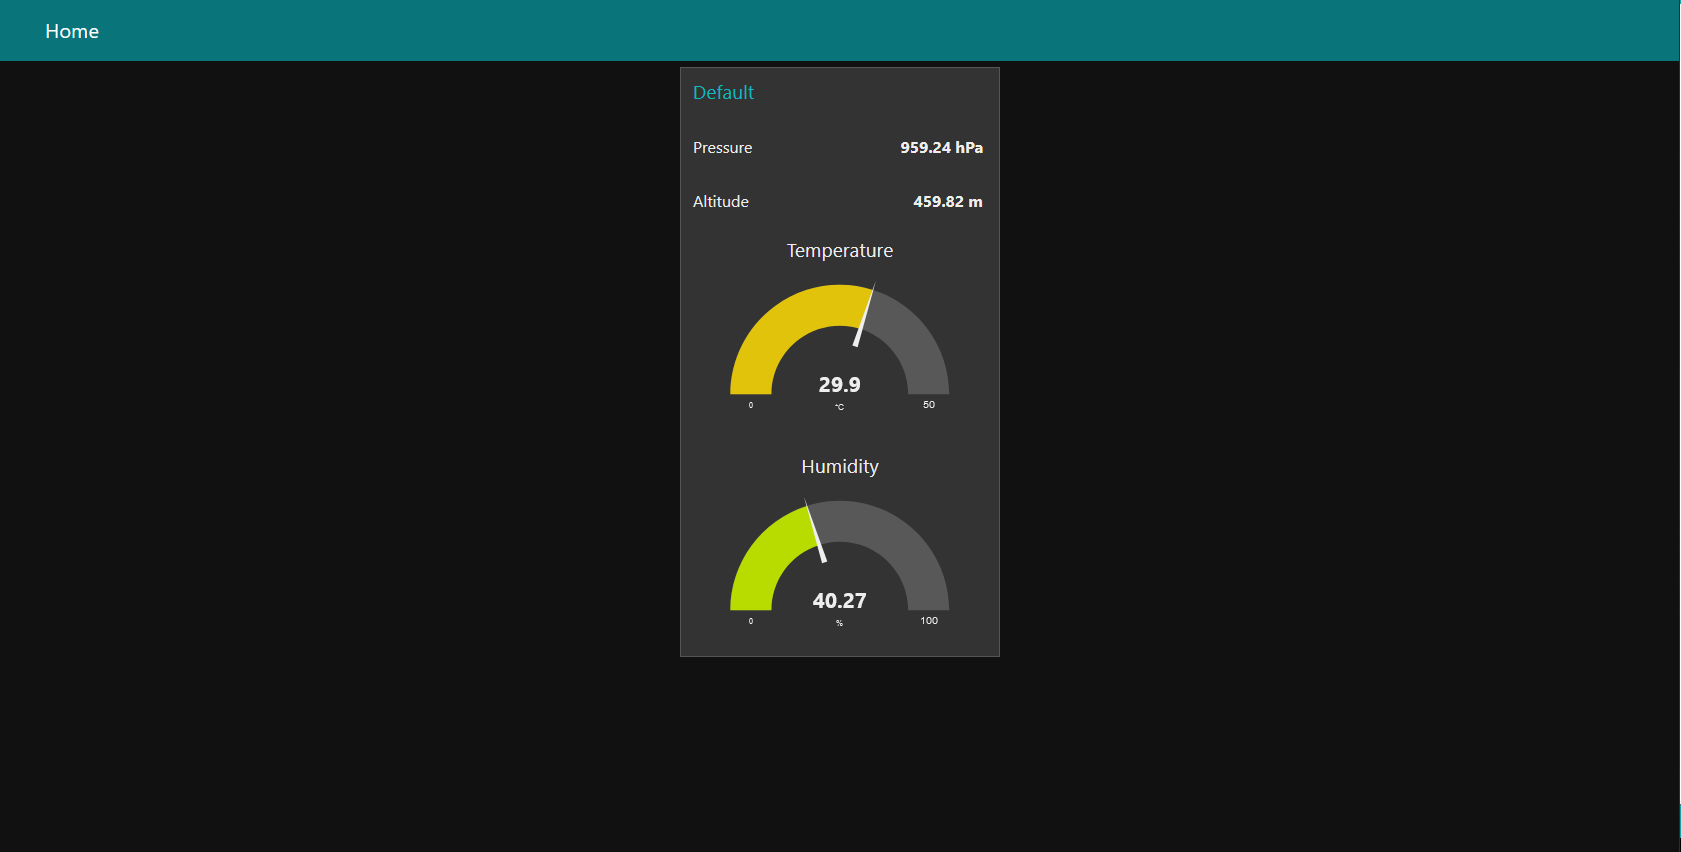 Home
Default
Pressure 959.24 hPa
Altitude 459.82 m
Temperature
29.9
0 °C 50
Humidity
40.27
0 % 100